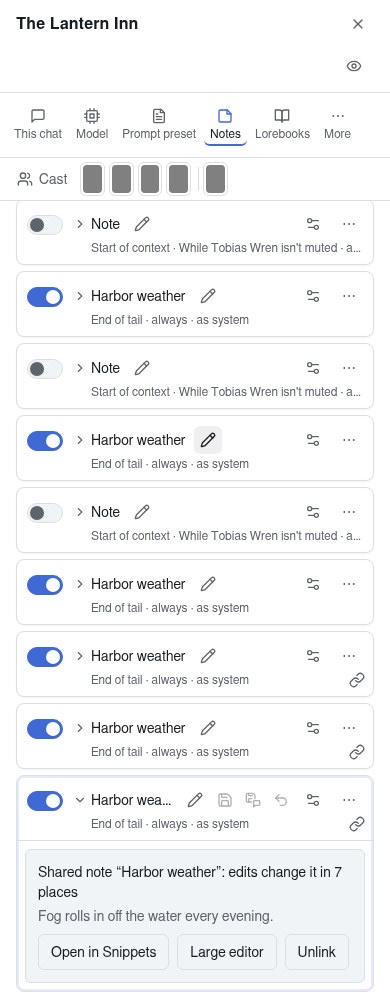 The Lantern Inn
This chat
Model
Prompt preset
Notes
Lorebooks
More
Cast
Note
Start of context · While Tobias Wren isn't muted · a...
Harbor weather
End of tail · always · as system
Note
Start of context · While Tobias Wren isn't muted · a...
Harbor weather
End of tail · always · as system
Note
Start of context · While Tobias Wren isn't muted · a...
Harbor weather
End of tail · always · as system
Harbor weather
End of tail · always · as system
Harbor weather
End of tail · always · as system
Harbor wea...
End of tail · always · as system
Shared note “Harbor weather”: edits change it in 7
places
Fog rolls in off the water every evening.
Open in Snippets
Large editor
Unlink